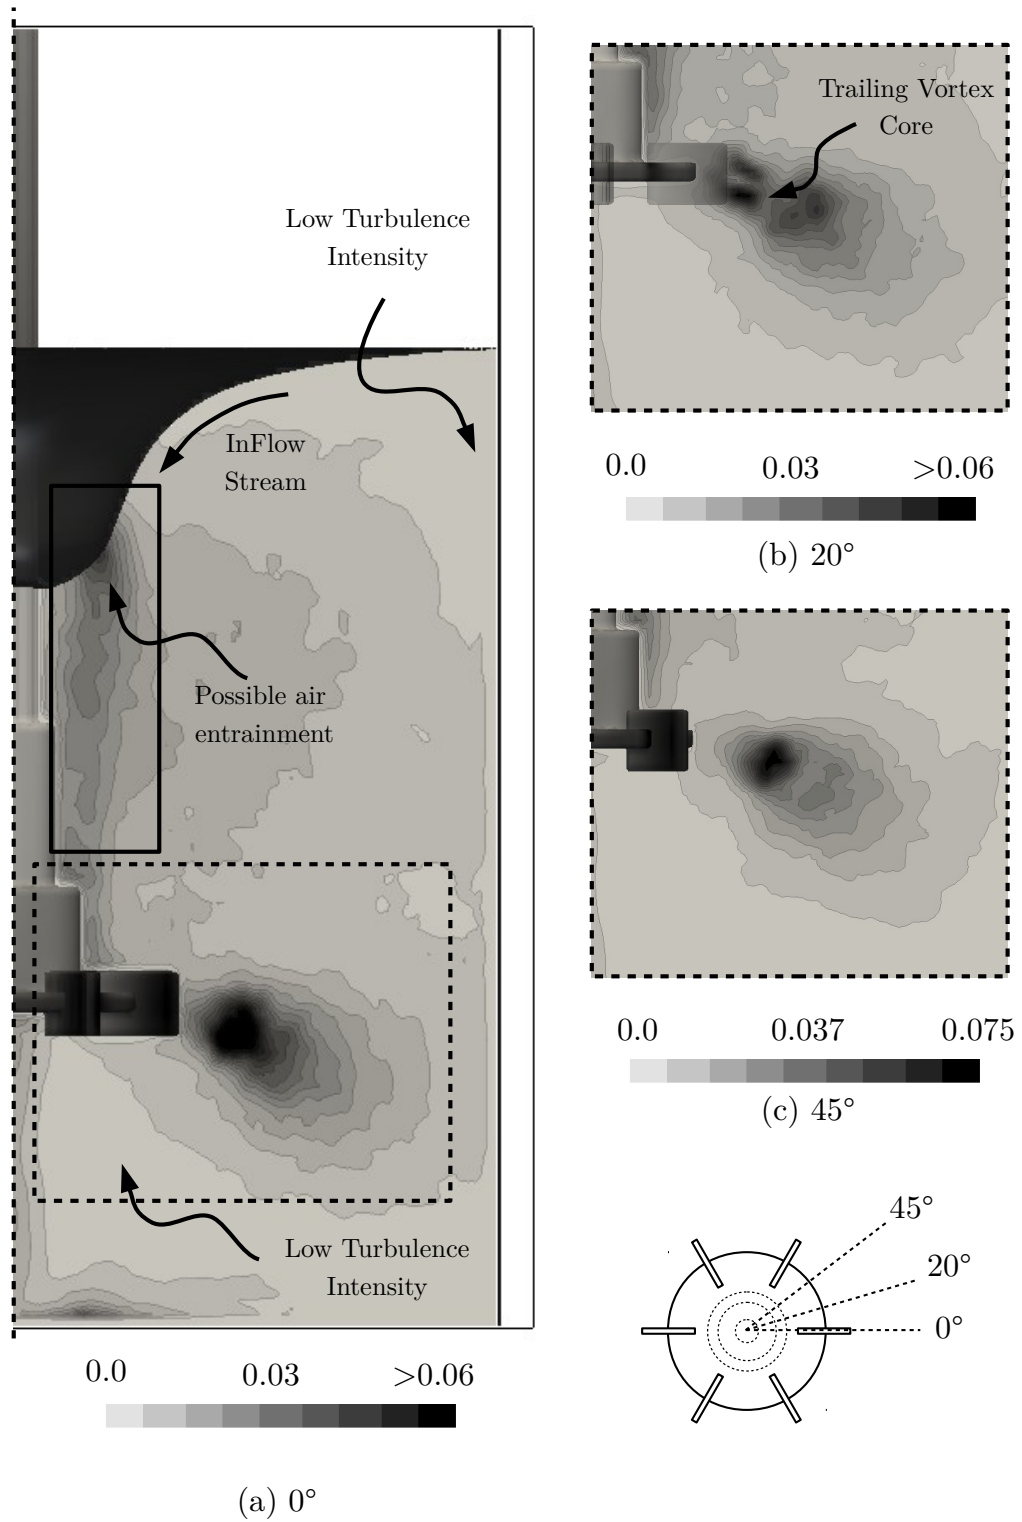 Low Turbulence
Intensity
InFlow
Stream
Possible air
entrainment
Low Turbulence
Intensity
0.0 0.03 >0.06
(a) 0°
Trailing Vortex
Core
0.0 0.03 >0.06
(b) 20°
0.0 0.037 0.075
(c) 45°
45°
20°
0°